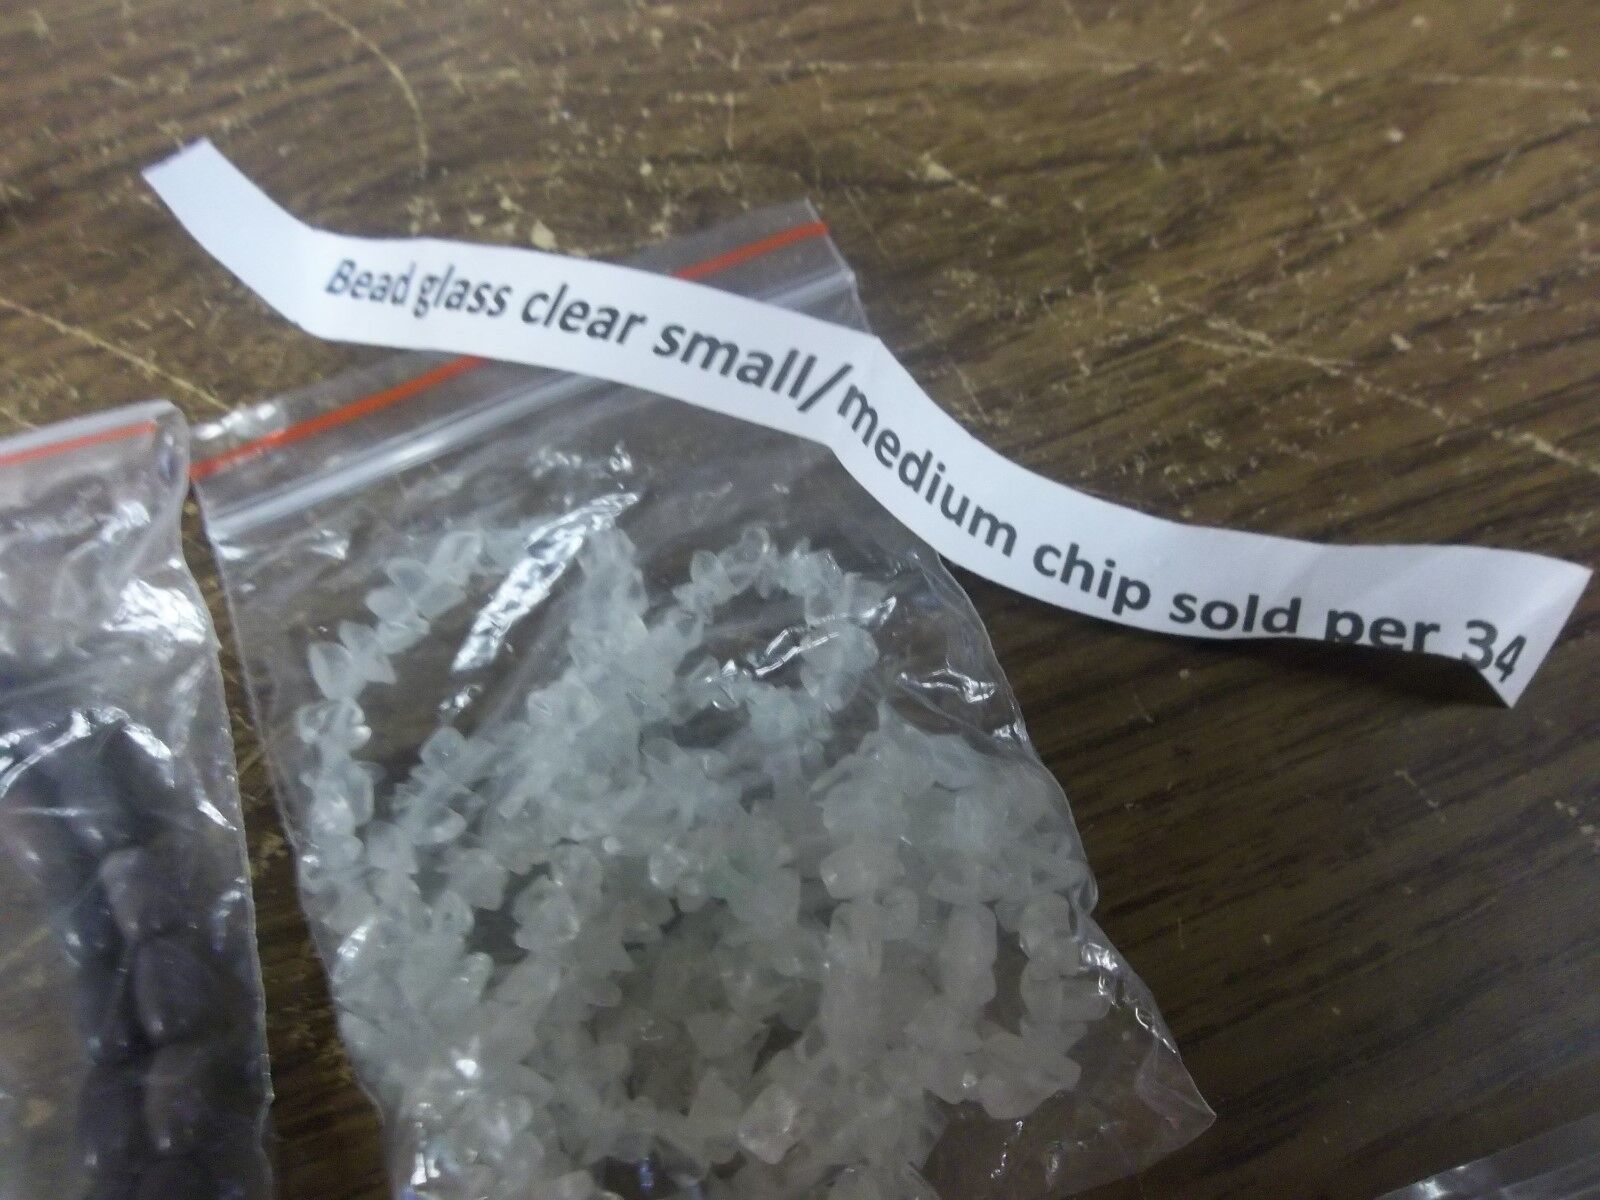 Bead glass clear small/medium chip sold per 34